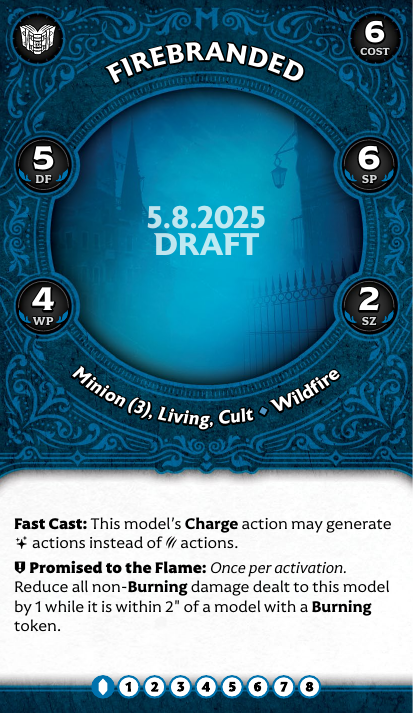 6
COST
FIREBRANDED
5
DF
6
SP
5.8.2025
DRAFT
4
WP
2
SZ
Minion (3), Living, Cult ◆ Wildfire
Fast Cast: This model's Charge action may generate
actions instead of actions.
Promised to the Flame: Once per activation.
Reduce all non-Burning damage dealt to this model
by 1 while it is within 2" of a model with a Burning
token.
1 2 3 4 5 6 7 8